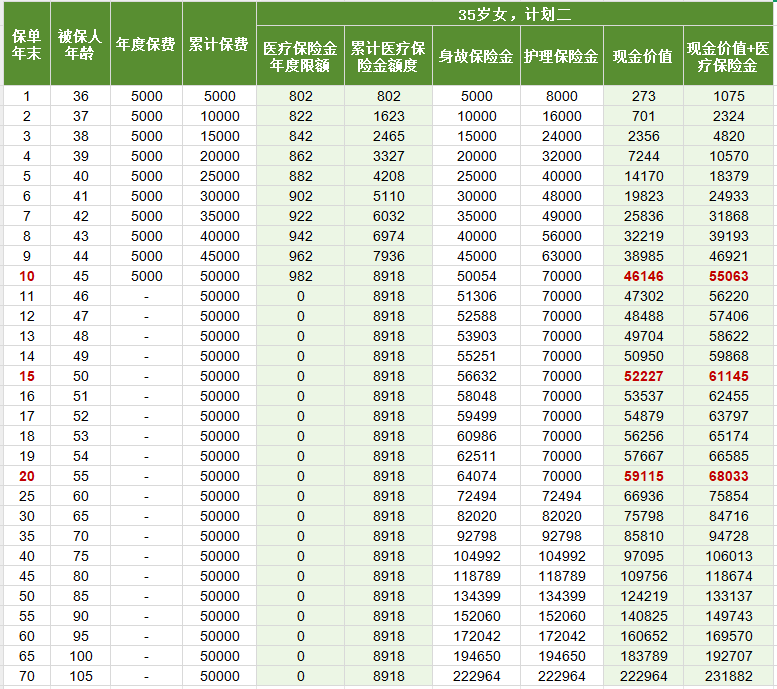 35岁女，计划二
保单年末 被保人年龄 年度保费 累计保费 医疗保险金年度限额 累计医疗保险金额度 身故保险金 护理保险金 现金价值 现金价值+医疗保险金
1 36 5000 5000 802 802 5000 8000 273 1075
2 37 5000 10000 822 1623 10000 16000 701 2324
3 38 5000 15000 842 2465 15000 24000 2356 4820
4 39 5000 20000 862 3327 20000 32000 7244 10570
5 40 5000 25000 882 4208 25000 40000 14170 18379
6 41 5000 30000 902 5110 30000 48000 19823 24933
7 42 5000 35000 922 6032 35000 49000 25836 31868
8 43 5000 40000 942 6974 40000 56000 32219 39193
9 44 5000 45000 962 7936 45000 63000 38985 46921
10 45 5000 50000 982 8918 50054 70000 46146 55063
11 46 - 50000 0 8918 51306 70000 47302 56220
12 47 - 50000 0 8918 52588 70000 48488 57406
13 48 - 50000 0 8918 53903 70000 49704 58622
14 49 - 50000 0 8918 55251 70000 50950 59868
15 50 - 50000 0 8918 56632 70000 52227 61145
16 51 - 50000 0 8918 58048 70000 53537 62455
17 52 - 50000 0 8918 59499 70000 54879 63797
18 53 - 50000 0 8918 60986 70000 56256 65174
19 54 - 50000 0 8918 62511 70000 57667 66585
20 55 - 50000 0 8918 64074 70000 59115 68033
25 60 - 50000 0 8918 72494 72494 66936 75854
30 65 - 50000 0 8918 82020 82020 75798 84716
35 70 - 50000 0 8918 92798 92798 85810 94728
40 75 - 50000 0 8918 104992 104992 97095 106013
45 80 - 50000 0 8918 118789 118789 109756 118674
50 85 - 50000 0 8918 134399 134399 124219 133137
55 90 - 50000 0 8918 152060 152060 140825 149743
60 95 - 50000 0 8918 172042 172042 160652 169570
65 100 - 50000 0 8918 194650 194650 183789 192707
70 105 - 50000 0 8918 222964 222964 222964 231882